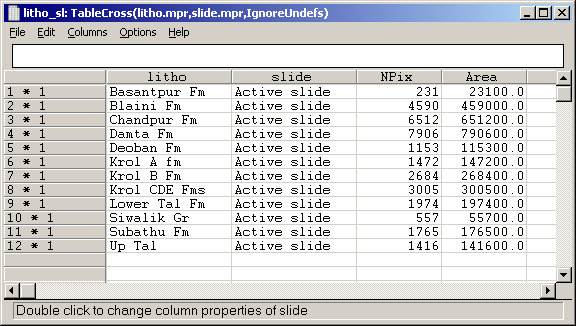 litho_sl: TableCross(litho.mpr,slide.mpr,IgnoreUndefs)
File Edit Columns Options Help
litho slide NPix Area
1 * 1 Basantpur Fm Active slide 231 23100.0
2 * 1 Blaini Fm Active slide 4590 459000.0
3 * 1 Chandpur Fm Active slide 6512 651200.0
4 * 1 Damta Fm Active slide 7906 790600.0
5 * 1 Deoban Fm Active slide 1153 115300.0
6 * 1 Krol A fm Active slide 1472 147200.0
7 * 1 Krol B Fm Active slide 2684 268400.0
8 * 1 Krol CDE Fms Active slide 3005 300500.0
9 * 1 Lower Tal Fm Active slide 1974 197400.0
10 * 1 Siwalik Gr Active slide 557 55700.0
11 * 1 Subathu Fm Active slide 1765 176500.0
12 * 1 Up Tal Active slide 1416 141600.0
Double click to change column properties of slide